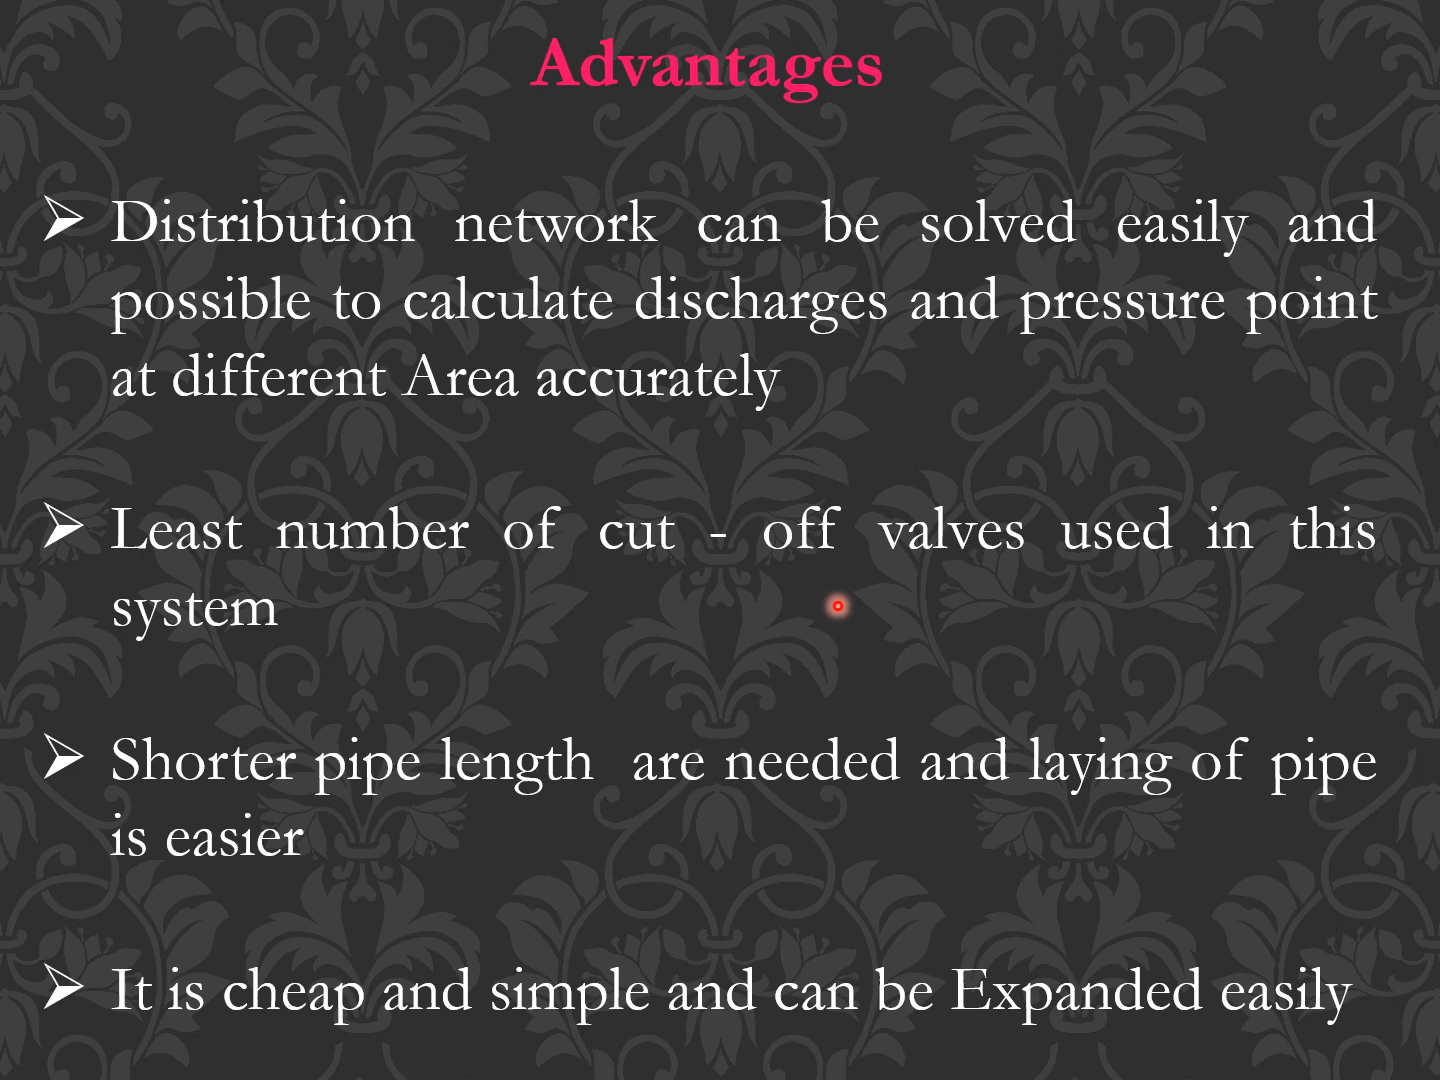 Advantages
Distribution network can be solved easily and
possible to calculate discharges and pressure point
at different Area accurately
Least number of cut - off valves used in this
system
Shorter pipe length are needed and laying of pipe
is easier
It is cheap and simple and can be Expanded easily